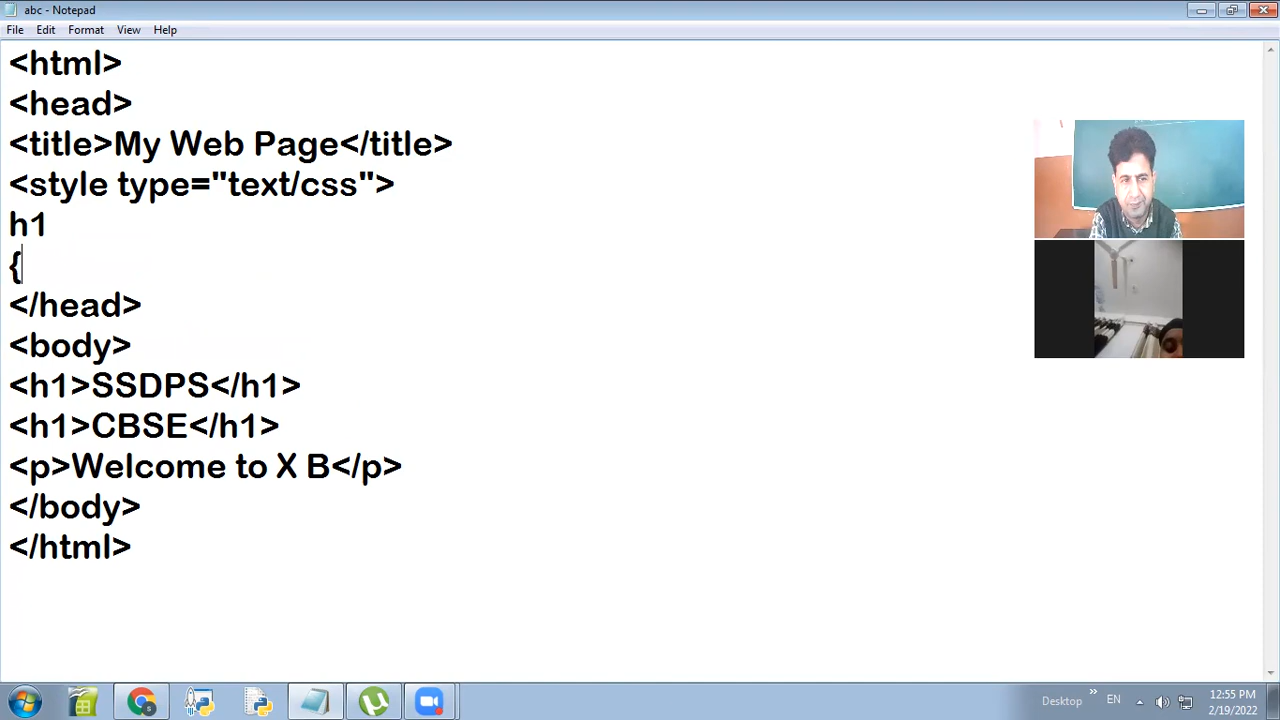 abc - Notepad
File Edit Format View Help
<html>
<head>
<title>My Web Page</title>
<style type="text/css">
h1
{
</head>
<body>
<h1>SSDPS</h1>
<h1>CBSE</h1>
<p>Welcome to X B</p>
</body>
</html>
Desktop » EN 12:55 PM
2/19/2022